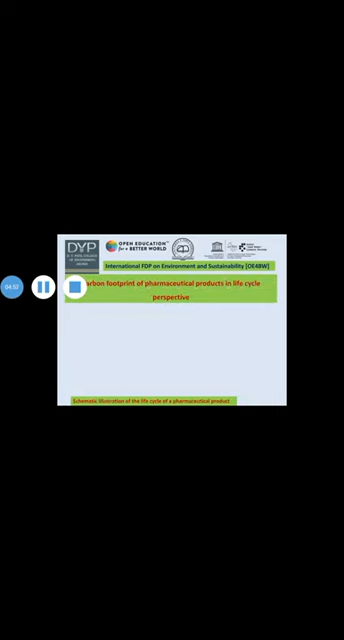 DYP
OPEN EDUCATION
for a BETTER WORLD
International FDP on Environment and Sustainability [OE4BW]
04:52
arbon footprint of pharmaceutical products in life cycle
perspective
Schematic illustration of the life cycle of a pharmaceutical product